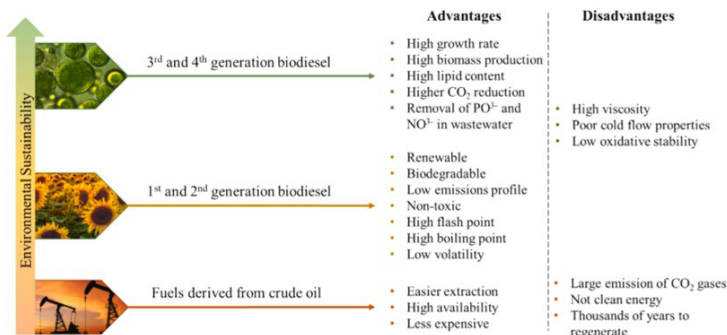 Advantages
Disadvantages
Environmental Sustainability
3rd and 4th generation biodiesel
• High growth rate
• High biomass production
• High lipid content
• Higher CO₂ reduction
• Removal of PO³⁻ and
NO³⁻ in wastewater
• High viscosity
• Poor cold flow properties
• Low oxidative stability
1st and 2nd generation biodiesel
• Renewable
• Biodegradable
• Low emissions profile
• Non-toxic
• High flash point
• High boiling point
• Low volatility
Fuels derived from crude oil
• Easier extraction
• High availability
• Less expensive
• Large emission of CO₂ gases
• Not clean energy
• Thousands of years to
regenerate